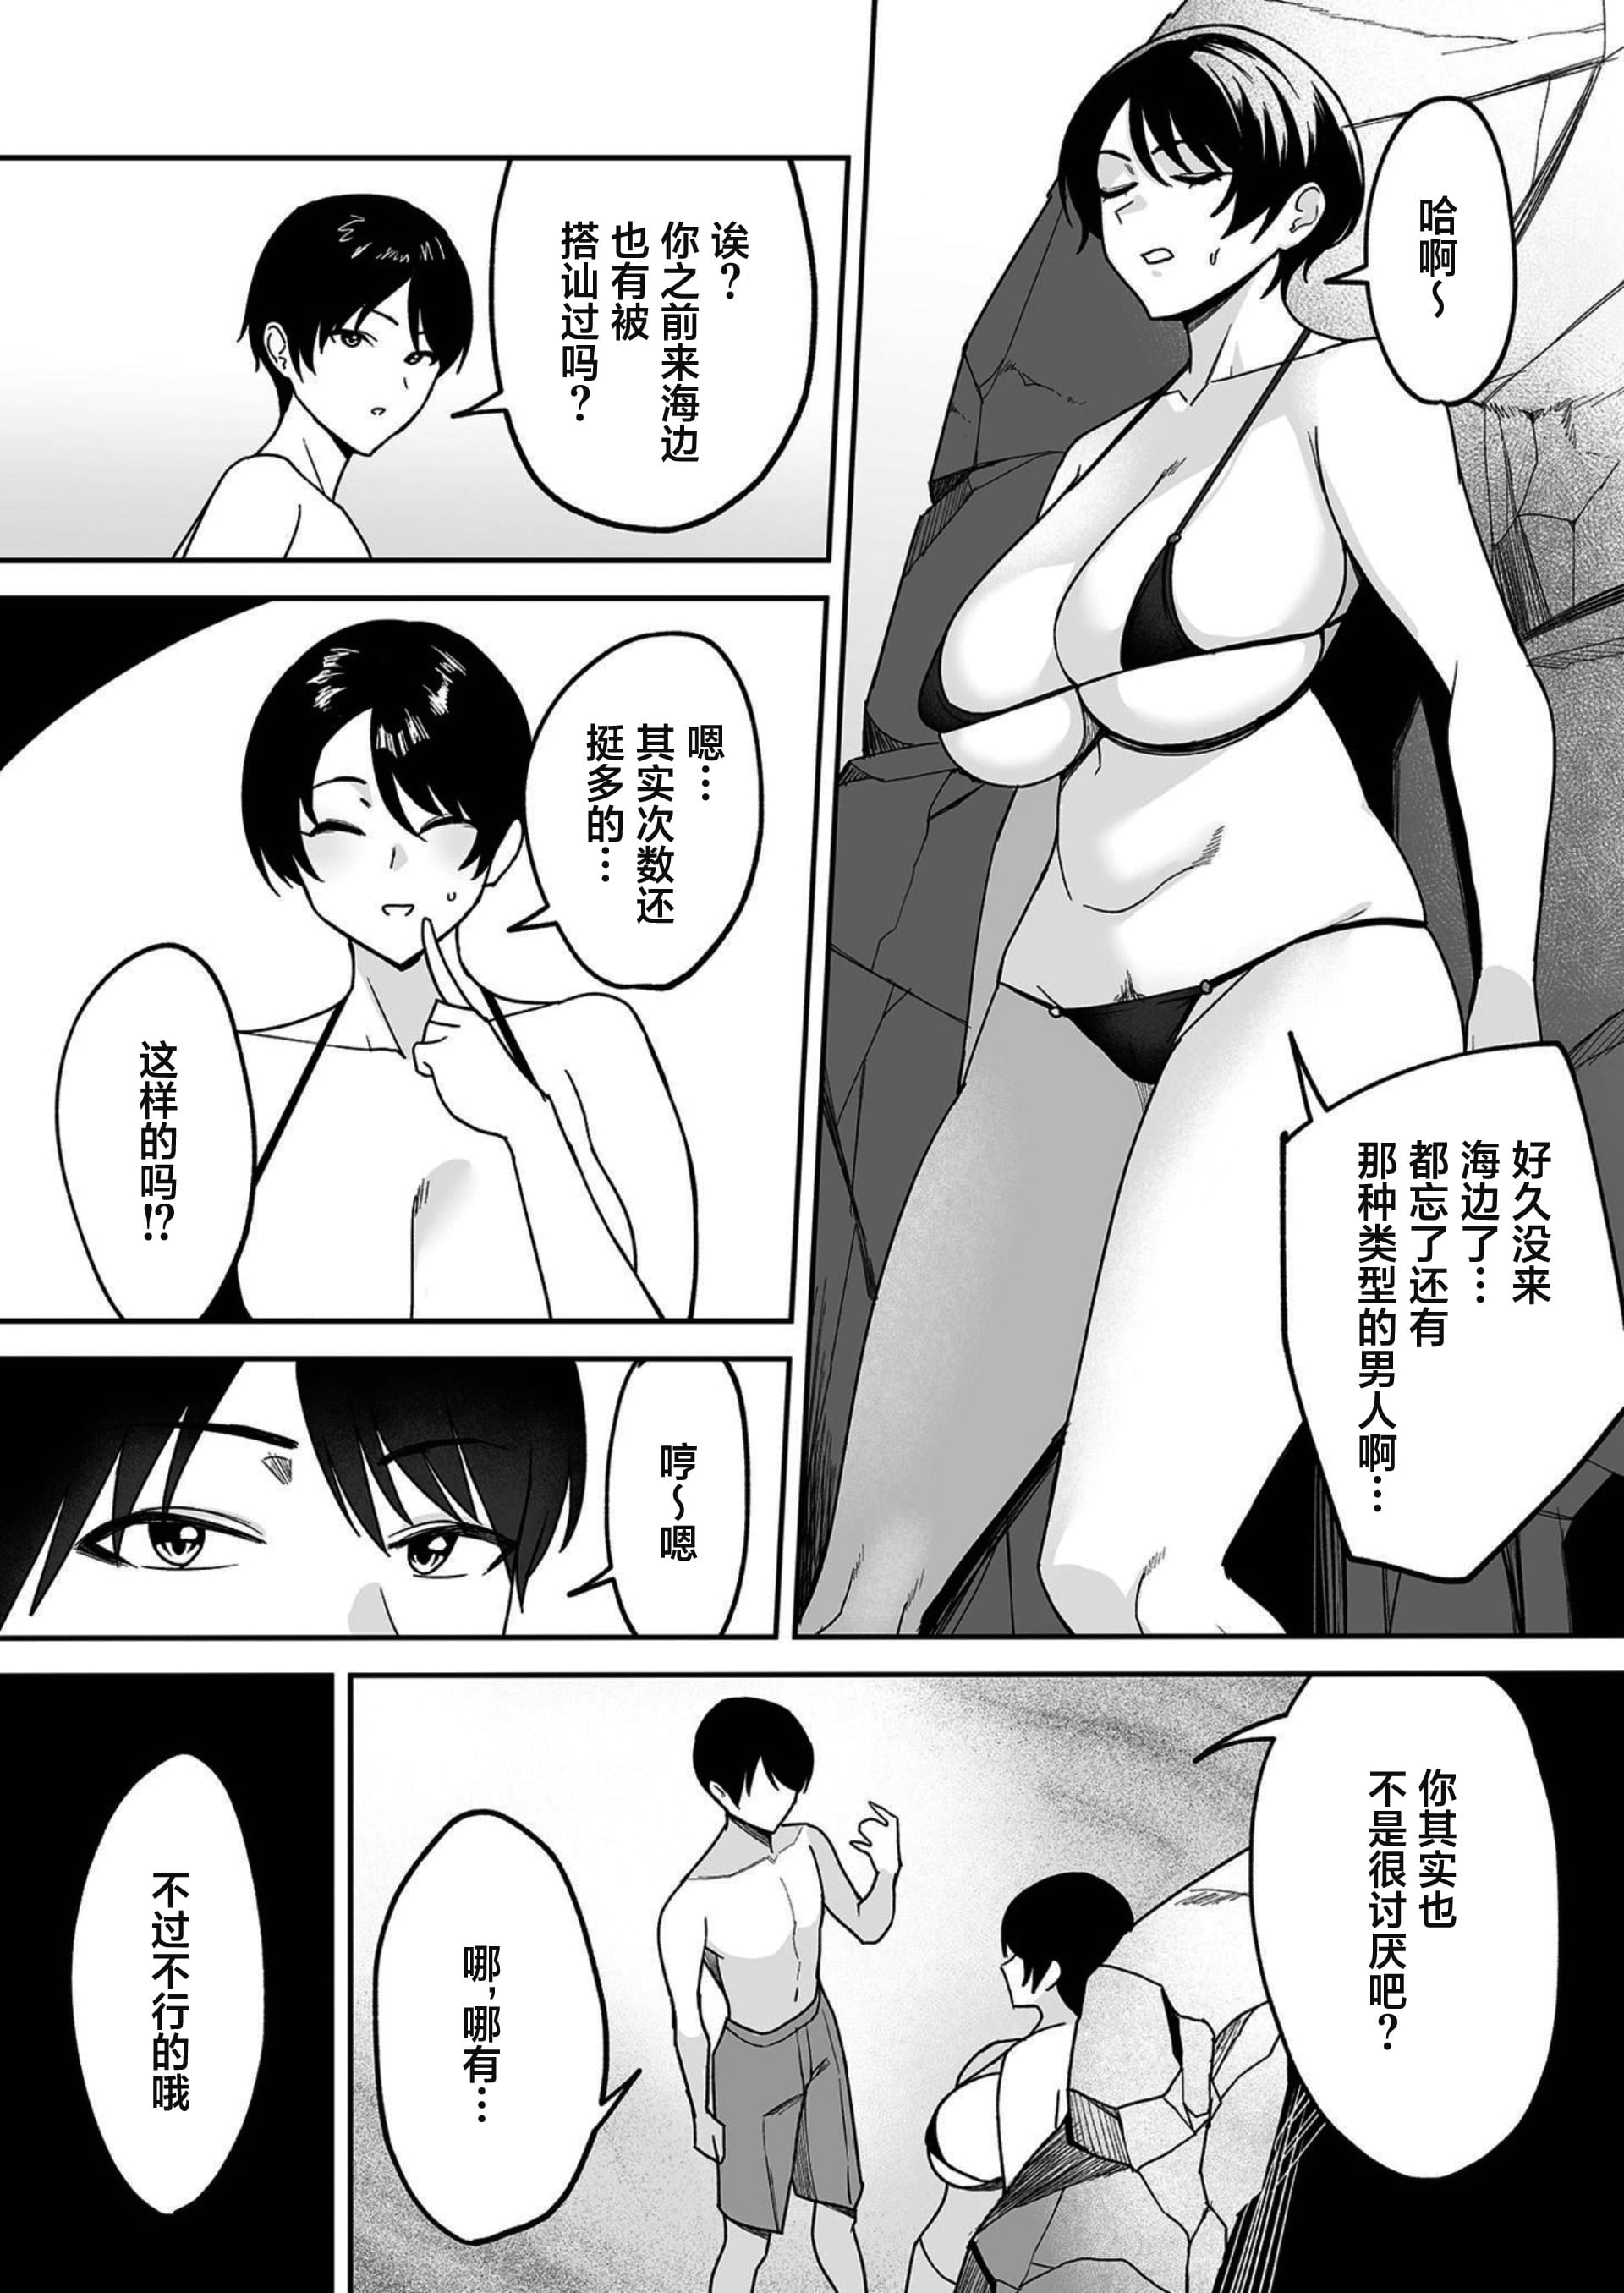 哈啊～
好久没来
海边了…
都忘了还有
那种类型的男人啊…
诶？
你之前来海边
也有被
搭讪过吗？
嗯…
其实次数还
挺多的…
这样的吗!?
哼～嗯
你其实也
不是很讨厌吧？
哪，哪有…
不过不行的哦